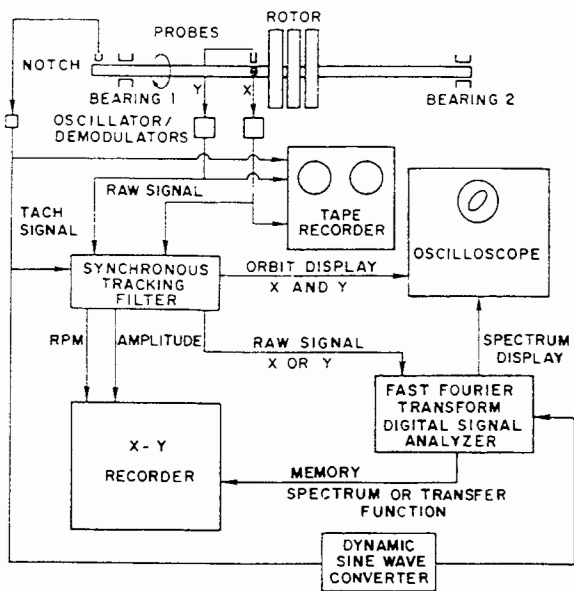 ROTOR
PROBES
NOTCH
BEARING 1
Y
X
BEARING 2
OSCILLATOR/
DEMODULATORS
RAW SIGNAL
TAPE
RECORDER
TACH
SIGNAL
OSCILLOSCOPE
SYNCHRONOUS
TRACKING
FILTER
ORBIT DISPLAY
X AND Y
RPM
AMPLITUDE
RAW SIGNAL
X OR Y
SPECTRUM
DISPLAY
FAST FOURIER
TRANSFORM
DIGITAL SIGNAL
ANALYZER
X-Y
RECORDER
MEMORY
SPECTRUM OR TRANSFER
FUNCTION
DYNAMIC
SINE WAVE
CONVERTER